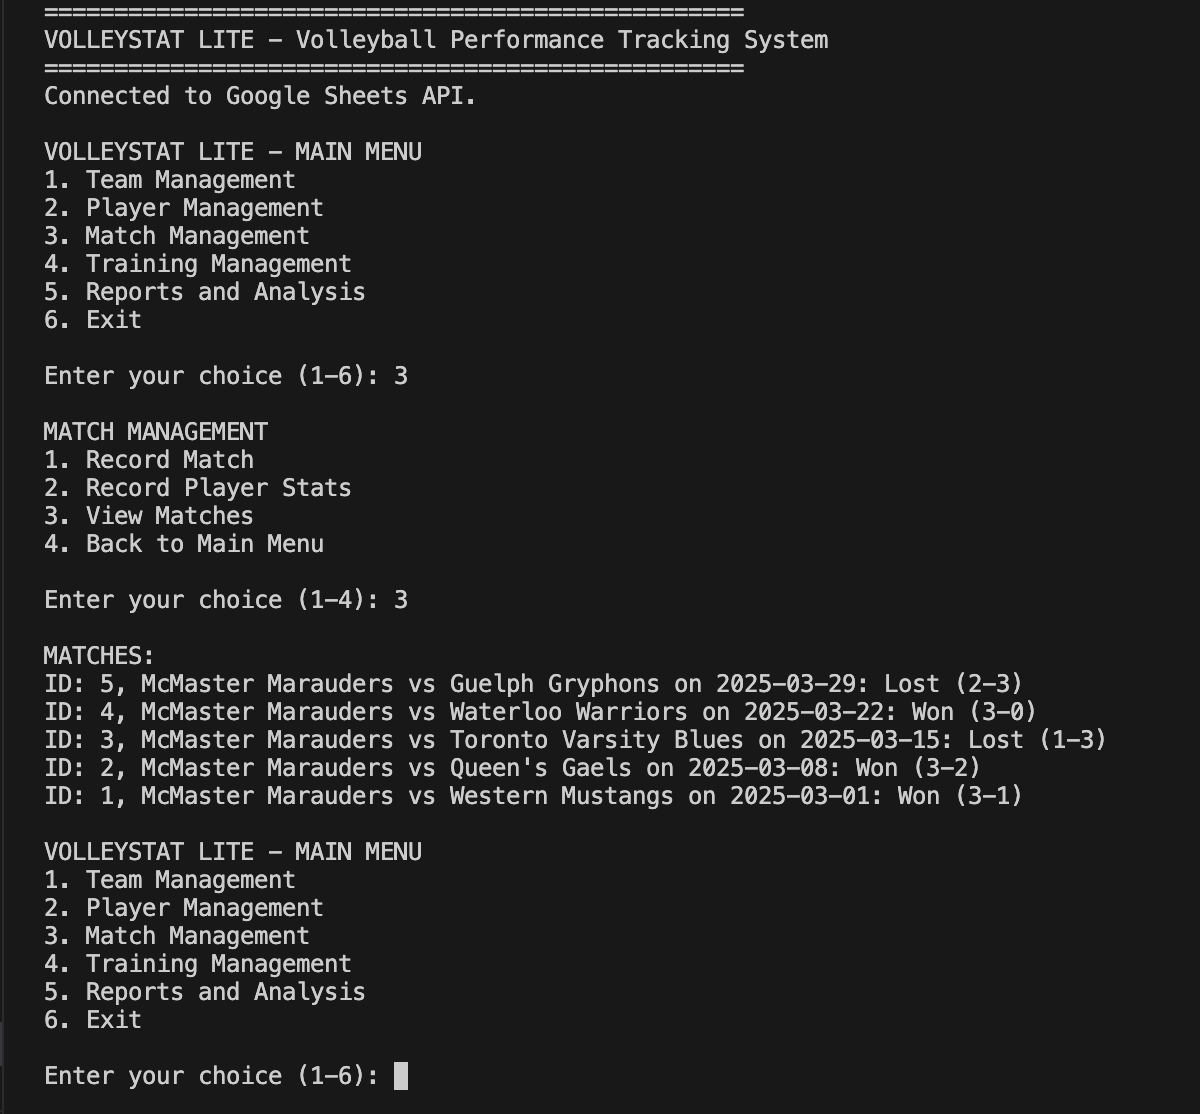 ==================================================
VOLLEYSTAT LITE – Volleyball Performance Tracking System
==================================================
Connected to Google Sheets API.
VOLLEYSTAT LITE – MAIN MENU
1. Team Management
2. Player Management
3. Match Management
4. Training Management
5. Reports and Analysis
6. Exit
Enter your choice (1–6): 3
MATCH MANAGEMENT
1. Record Match
2. Record Player Stats
3. View Matches
4. Back to Main Menu
Enter your choice (1–4): 3
MATCHES:
ID: 5, McMaster Marauders vs Guelph Gryphons on 2025–03–29: Lost (2–3)
ID: 4, McMaster Marauders vs Waterloo Warriors on 2025–03–22: Won (3–0)
ID: 3, McMaster Marauders vs Toronto Varsity Blues on 2025–03–15: Lost (1–3)
ID: 2, McMaster Marauders vs Queen's Gaels on 2025–03–08: Won (3–2)
ID: 1, McMaster Marauders vs Western Mustangs on 2025–03–01: Won (3–1)
VOLLEYSTAT LITE – MAIN MENU
1. Team Management
2. Player Management
3. Match Management
4. Training Management
5. Reports and Analysis
6. Exit
Enter your choice (1–6):